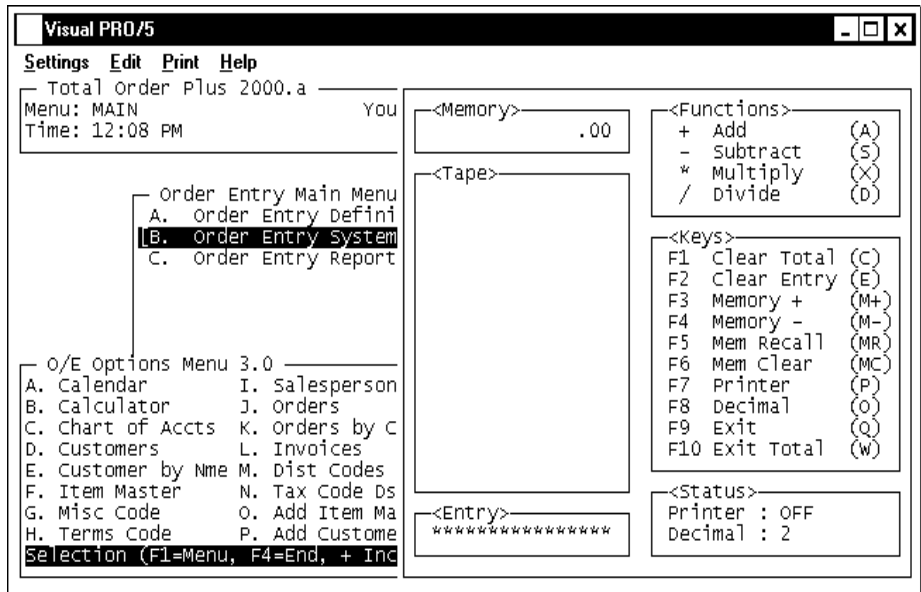 Visual PRO/5
Settings Edit Print Help
Total Order Plus 2000.a
Menu: MAIN You
Time: 12:08 PM
Order Entry Main Menu
A. Order Entry Defini
[B. Order Entry System
C. Order Entry Report
O/E Options Menu 3.0
A. Calendar I. Salesperson
B. Calculator J. Orders
C. Chart of Accts K. Orders by C
D. Customers L. Invoices
E. Customer by Nme M. Dist Codes
F. Item Master N. Tax Code Ds
G. Misc Code O. Add Item Ma
H. Terms Code P. Add Custome
Selection (F1=Menu, F4=End, + Inc
<Memory>
.00
<Tape>
<Entry>
****************
<Functions>
+ Add (A)
- Subtract (S)
* Multiply (X)
/ Divide (D)
<Keys>
F1 Clear Total (C)
F2 Clear Entry (E)
F3 Memory + (M+)
F4 Memory - (M-)
F5 Mem Recall (MR)
F6 Mem Clear (MC)
F7 Printer (P)
F8 Decimal (O)
F9 Exit (Q)
F10 Exit Total (W)
<Status>
Printer : OFF
Decimal : 2